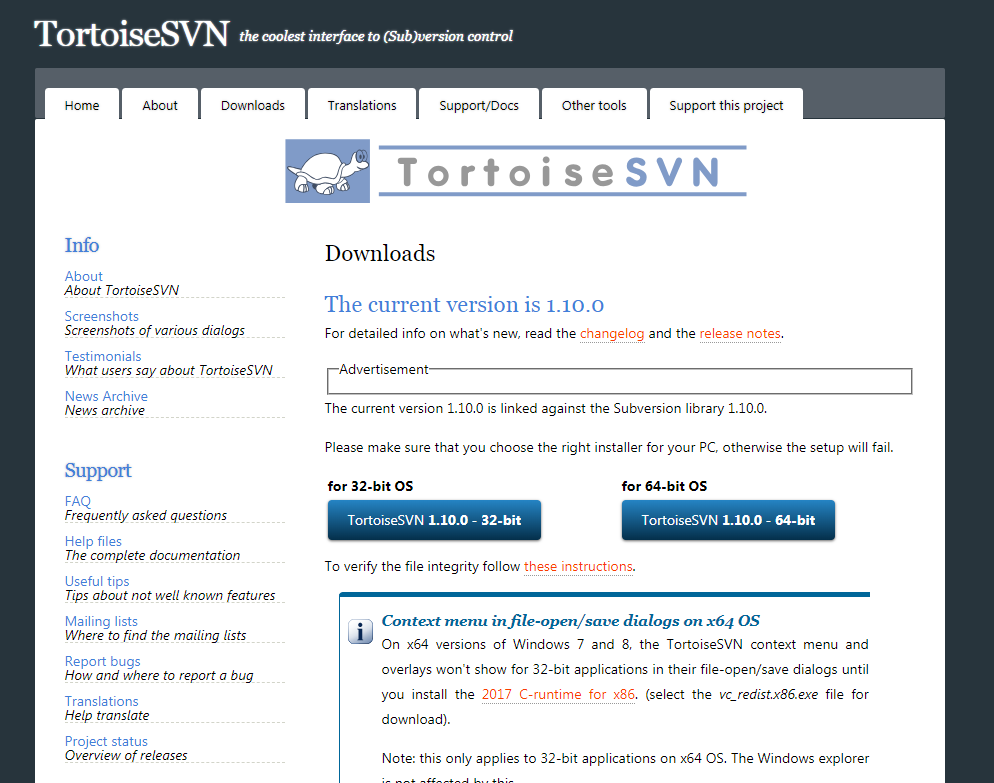 TortoiseSVN the coolest interface to (Sub)version control
Home About Downloads Translations Support/Docs Other tools Support this project
TortoiseSVN
Info
About
About TortoiseSVN
Screenshots
Screenshots of various dialogs
Testimonials
What users say about TortoiseSVN
News Archive
News archive
Support
FAQ
Frequently asked questions
Help files
The complete documentation
Useful tips
Tips about not well known features
Mailing lists
Where to find the mailing lists
Report bugs
How and where to report a bug
Translations
Help translate
Project status
Overview of releases
Downloads
The current version is 1.10.0
For detailed info on what's new, read the changelog and the release notes.
Advertisement
The current version 1.10.0 is linked against the Subversion library 1.10.0.
Please make sure that you choose the right installer for your PC, otherwise the setup will fail.
for 32-bit OS for 64-bit OS
TortoiseSVN 1.10.0 - 32-bit TortoiseSVN 1.10.0 - 64-bit
To verify the file integrity follow these instructions.
Context menu in file-open/save dialogs on x64 OS
On x64 versions of Windows 7 and 8, the TortoiseSVN context menu and
overlays won't show for 32-bit applications in their file-open/save dialogs until
you install the 2017 C-runtime for x86. (select the vc_redist.x86.exe file for
download).
Note: this only applies to 32-bit applications on x64 OS. The Windows explorer
is not affected by this.